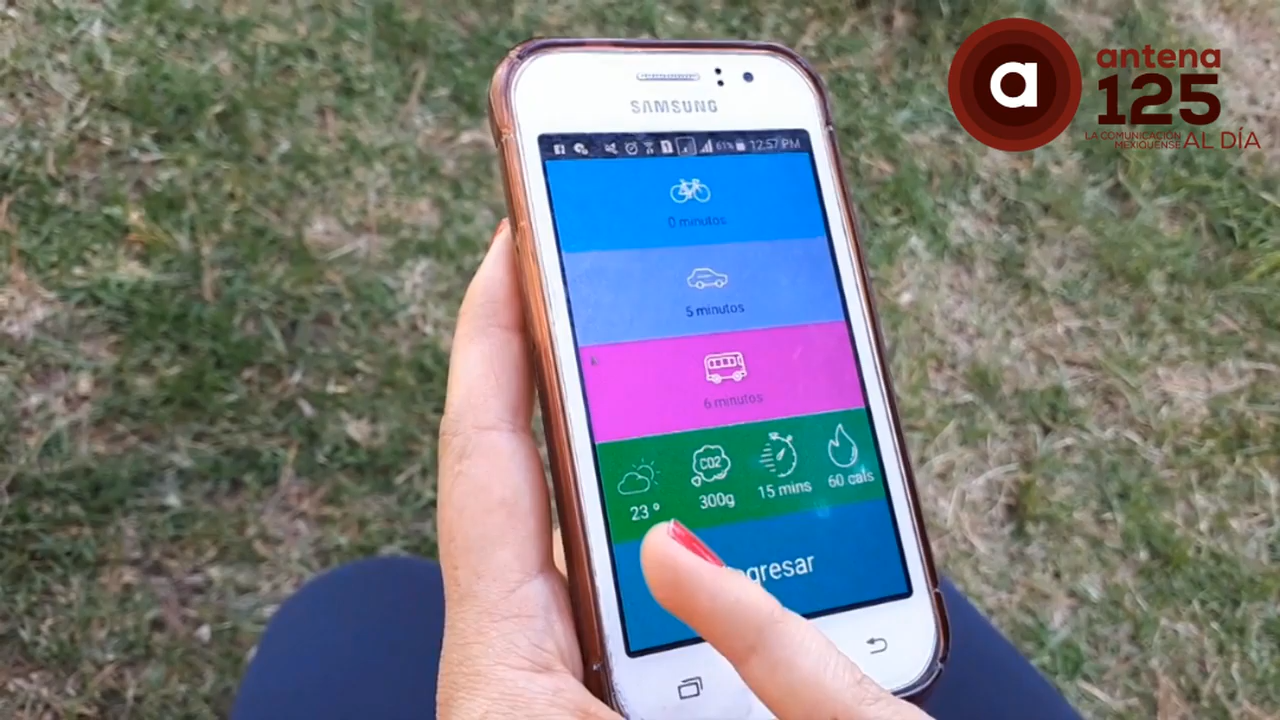 a
antena
125
LA COMUNICACIÓN
MEXIQUENSE AL DÍA
SAMSUNG
61% 12:57 PM
0 minutos
5 minutos
6 minutos
CO2
23 º
300g
15 mins
60 cals
gresar